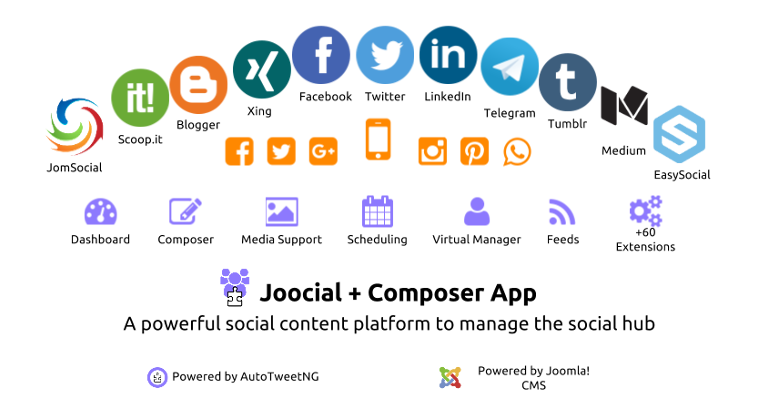 Facebook
Twitter
LinkedIn
Xing
Telegram
Blogger
Tumblr
it!
Scoop.it
Medium
JomSocial
EasySocial
Dashboard
Composer
Media Support
Scheduling
Virtual Manager
Feeds
+60
Extensions
Joocial + Composer App
A powerful social content platform to manage the social hub
Powered by AutoTweetNG
Powered by Joomla!
CMS